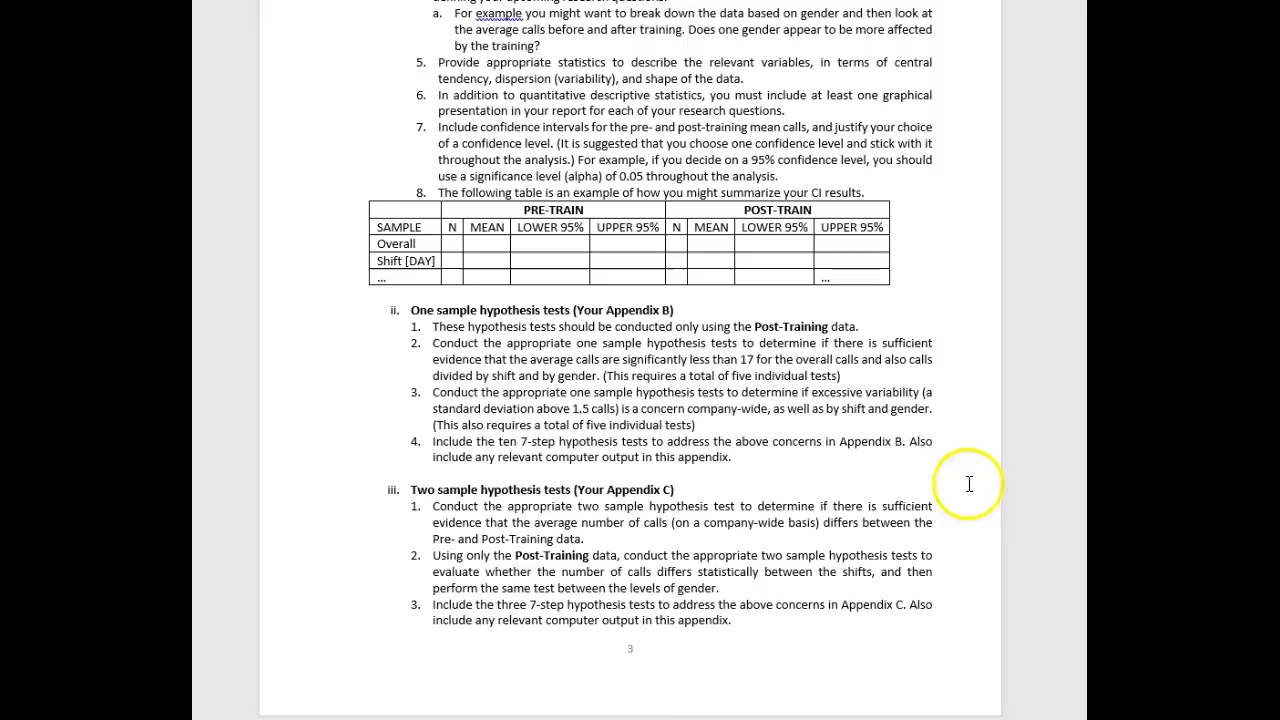 a. For example you might want to break down the data based on gender and then look at
the average calls before and after training. Does one gender appear to be more affected
by the training?
5. Provide appropriate statistics to describe the relevant variables, in terms of central
tendency, dispersion (variability), and shape of the data.
6. In addition to quantitative descriptive statistics, you must include at least one graphical
presentation in your report for each of your research questions.
7. Include confidence intervals for the pre- and post-training mean calls, and justify your choice
of a confidence level. (It is suggested that you choose one confidence level and stick with it
throughout the analysis.) For example, if you decide on a 95% confidence level, you should
use a significance level (alpha) of 0.05 throughout the analysis.
8. The following table is an example of how you might summarize your CI results.
PRE-TRAIN POST-TRAIN
SAMPLE N MEAN LOWER 95% UPPER 95% N MEAN LOWER 95% UPPER 95%
Overall
Shift [DAY]
... ...
ii. One sample hypothesis tests (Your Appendix B)
1. These hypothesis tests should be conducted only using the Post-Training data.
2. Conduct the appropriate one sample hypothesis tests to determine if there is sufficient
evidence that the average calls are significantly less than 17 for the overall calls and also calls
divided by shift and by gender. (This requires a total of five individual tests)
3. Conduct the appropriate one sample hypothesis tests to determine if excessive variability (a
standard deviation above 1.5 calls) is a concern company-wide, as well as by shift and gender.
(This also requires a total of five individual tests)
4. Include the ten 7-step hypothesis tests to address the above concerns in Appendix B. Also
include any relevant computer output in this appendix.
iii. Two sample hypothesis tests (Your Appendix C)
1. Conduct the appropriate two sample hypothesis test to determine if there is sufficient
evidence that the average number of calls (on a company-wide basis) differs between the
Pre- and Post-Training data.
2. Using only the Post-Training data, conduct the appropriate two sample hypothesis tests to
evaluate whether the number of calls differs statistically between the shifts, and then
perform the same test between the levels of gender.
3. Include the three 7-step hypothesis tests to address the above concerns in Appendix C. Also
include any relevant computer output in this appendix.
3